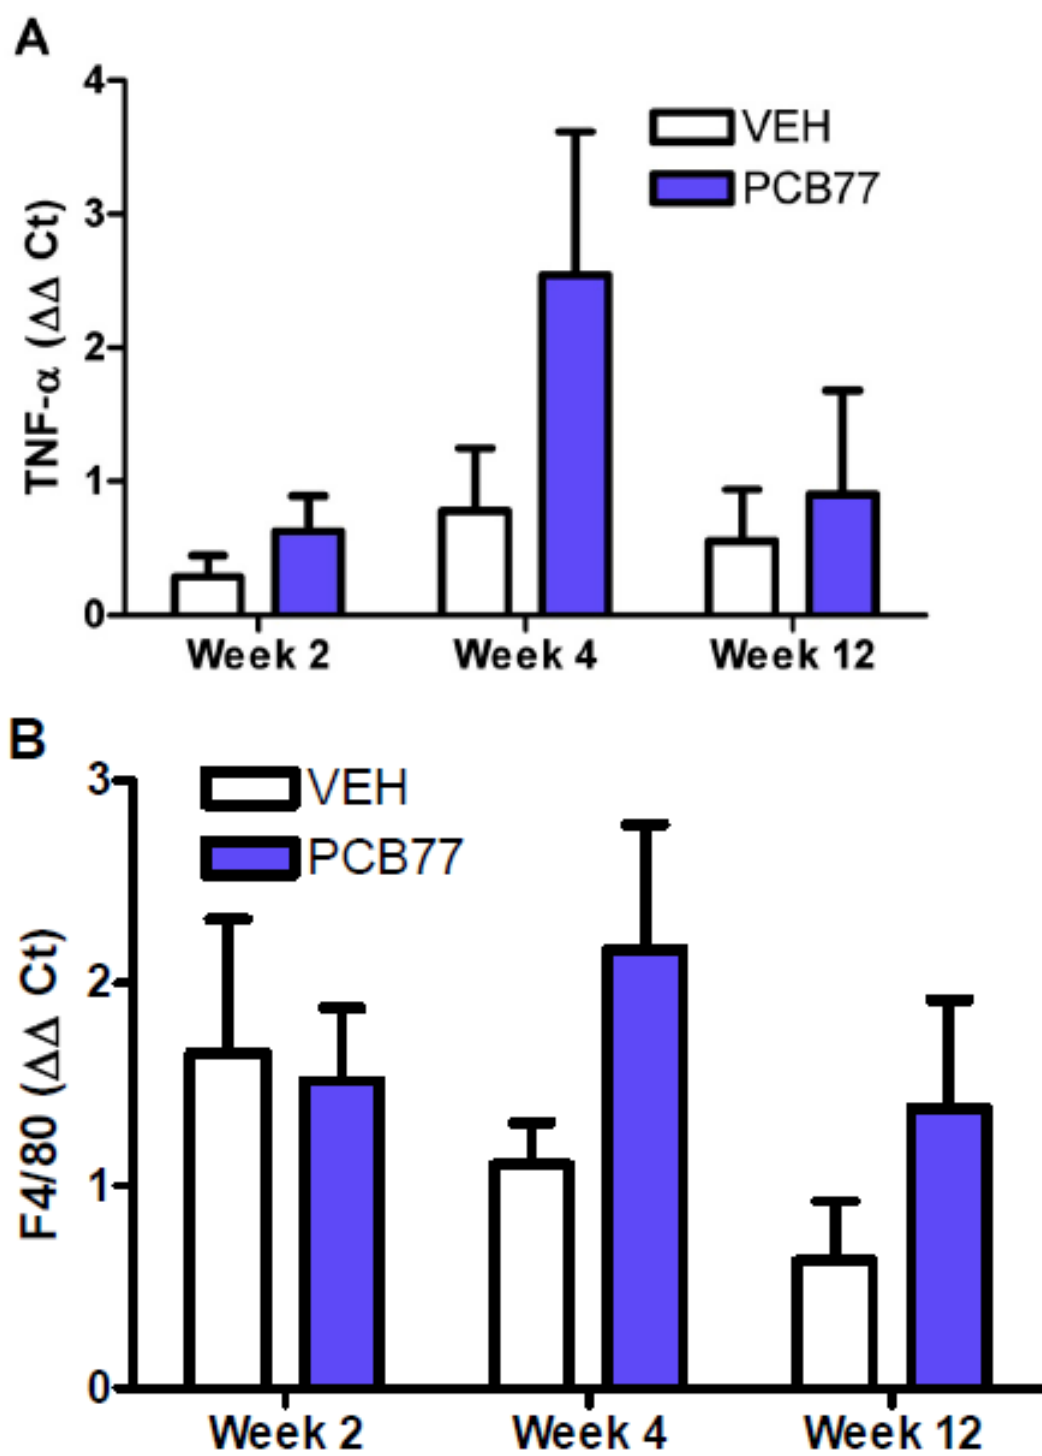 A
4
3
2
1
0
TNF-α (ΔΔ Ct)
VEH
PCB77
Week 2 Week 4 Week 12
B
3
2
1
0
F4/80 (ΔΔ Ct)
VEH
PCB77
Week 2 Week 4 Week 12